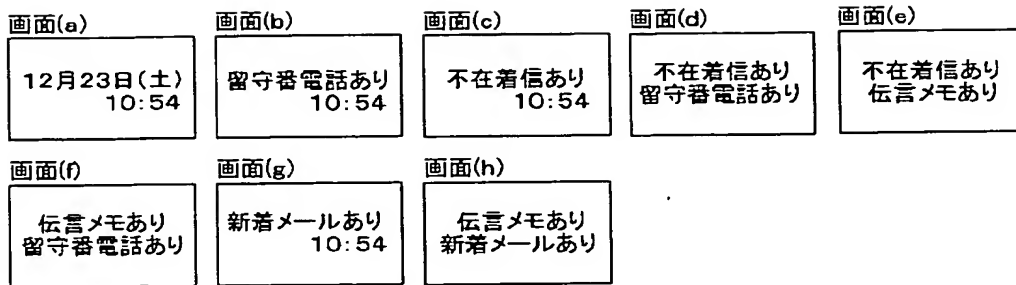 画面(a)
12月23日(土)
10:54
画面(b)
留守番電話あり
10:54
画面(c)
不在着信あり
10:54
画面(d)
不在着信あり
留守番電話あり
画面(e)
不在着信あり
伝言メモあり
画面(f)
伝言メモあり
留守番電話あり
画面(g)
新着メールあり
10:54
画面(h)
伝言メモあり
新着メールあり